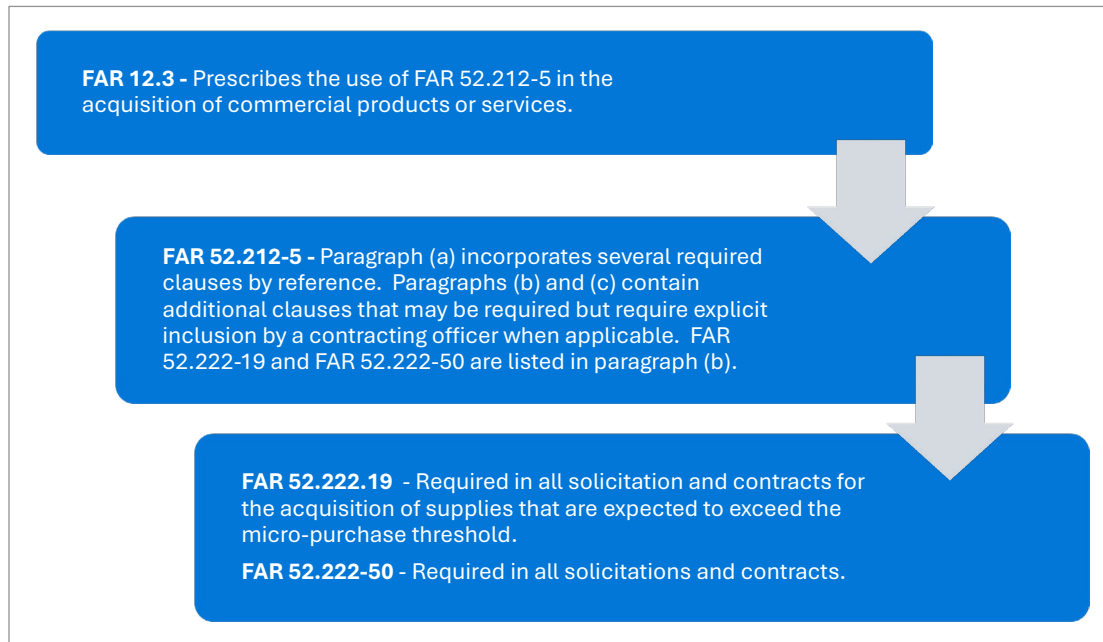 FAR 12.3 - Prescribes the use of FAR 52.212-5 in the
acquisition of commercial products or services.
FAR 52.212-5 - Paragraph (a) incorporates several required
clauses by reference.  Paragraphs (b) and (c) contain
additional clauses that may be required but require explicit
inclusion by a contracting officer when applicable.  FAR
52.222-19 and FAR 52.222-50 are listed in paragraph (b).
FAR 52.222.19  - Required in all solicitation and contracts for
the acquisition of supplies that are expected to exceed the
micro-purchase threshold.
FAR 52.222-50 - Required in all solicitations and contracts.